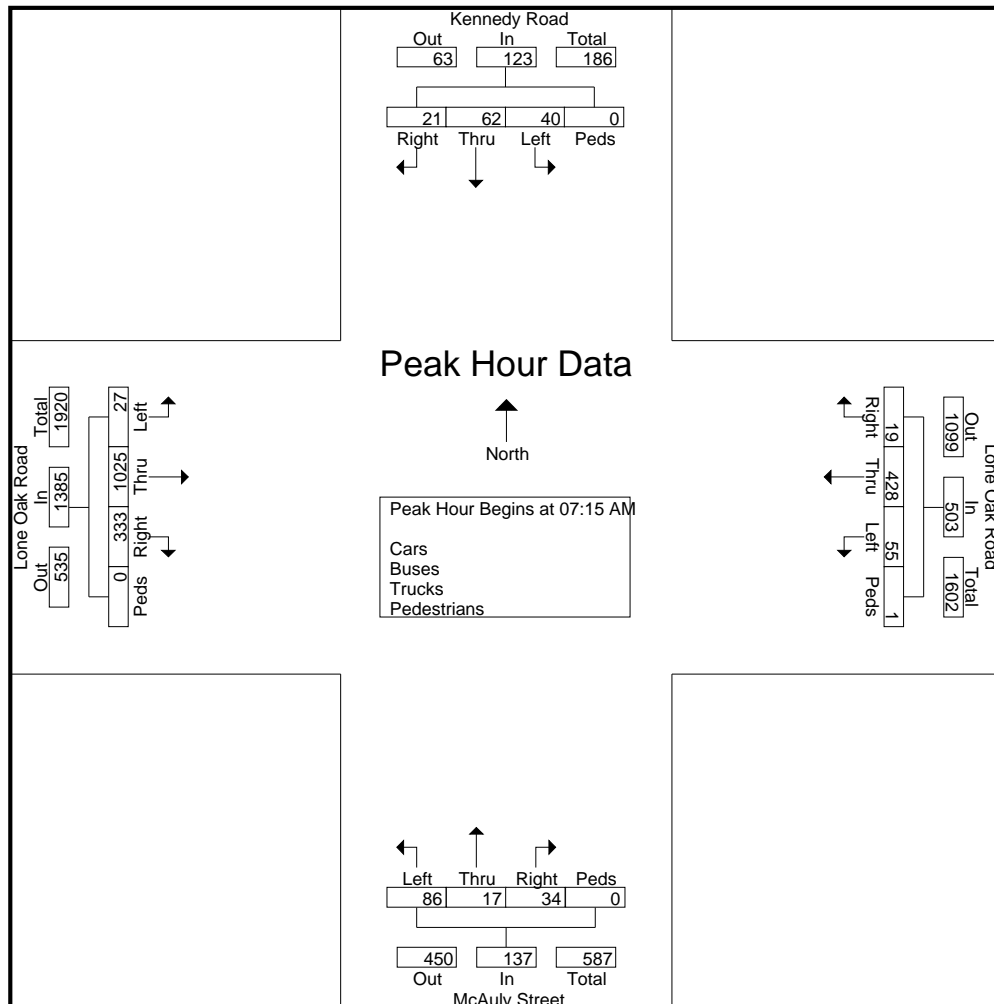 Kennedy Road
Out In Total
63 123 186
21 62 40 0
Right Thru Left Peds
Peak Hour Data
North
Peak Hour Begins at 07:15 AM
Cars
Buses
Trucks
Pedestrians
Lone Oak Road
Out In Total
535 1385 1920
Left Thru Right Peds
27 1025 333 0
Lone Oak Road
Out In Total
1099 503 1602
19 428 55 1
Right Thru Left Peds
Left Thru Right Peds
86 17 34 0
450 137 587
Out In Total
McAuly Street